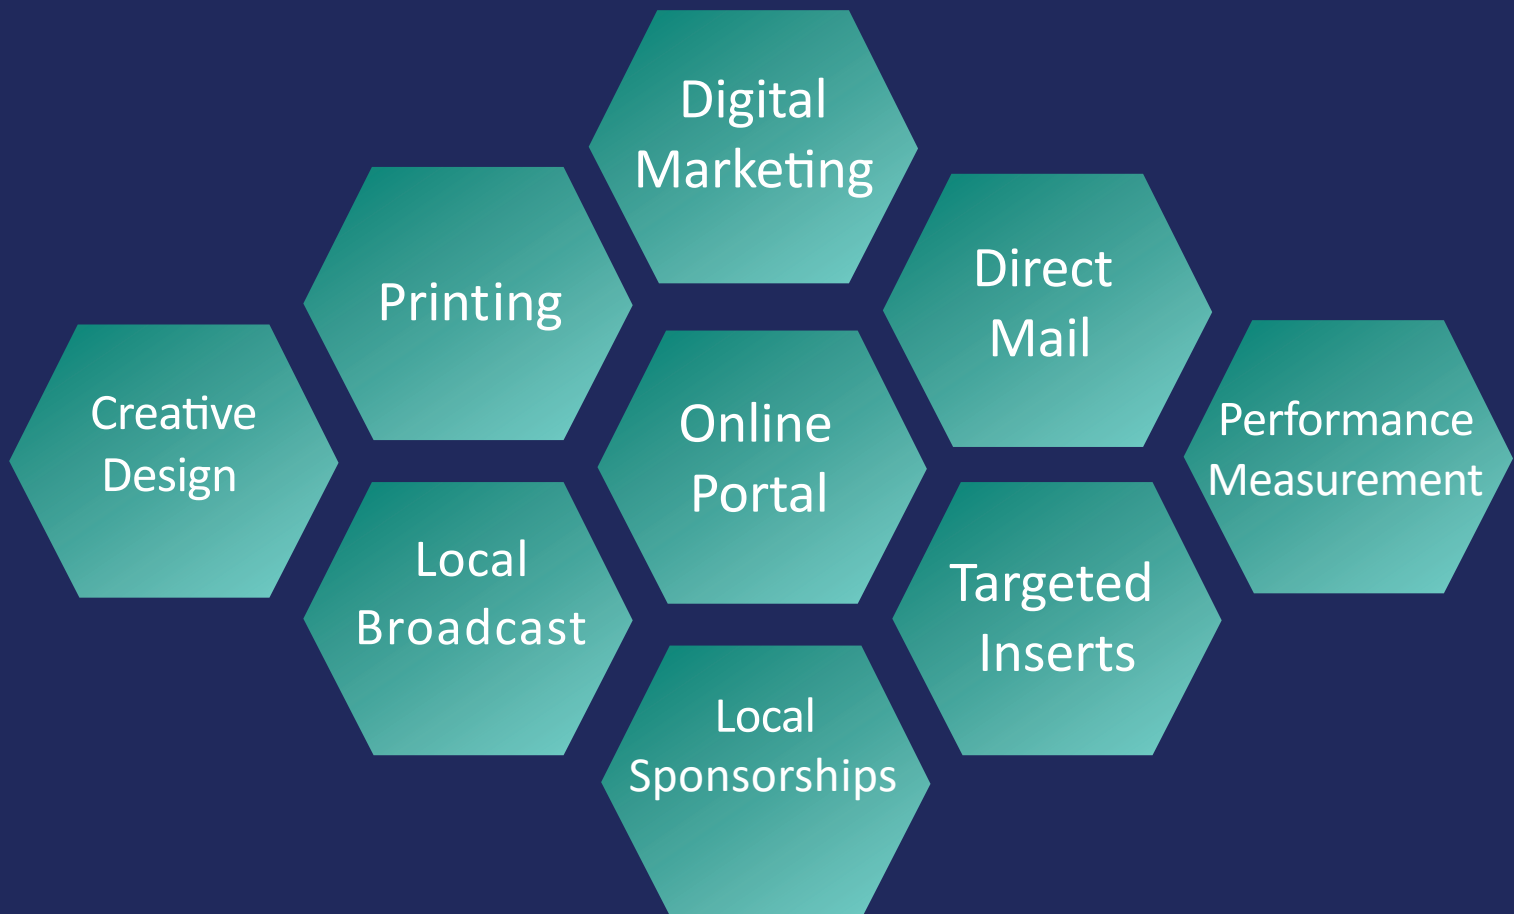 Digital
Marketing
Printing
Direct
Mail
Creative
Design
Online
Portal
Performance
Measurement
Local
Broadcast
Targeted
Inserts
Local
Sponsorships